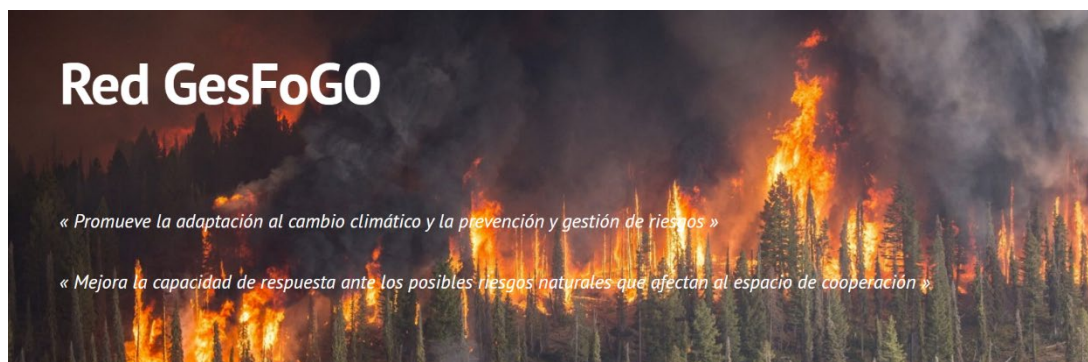 Red GesFoGO
« Promueve la adaptación al cambio climático y la prevención y gestión de riesgos »
« Mejora la capacidad de respuesta ante los posibles riesgos naturales que afectan al espacio de cooperación ».